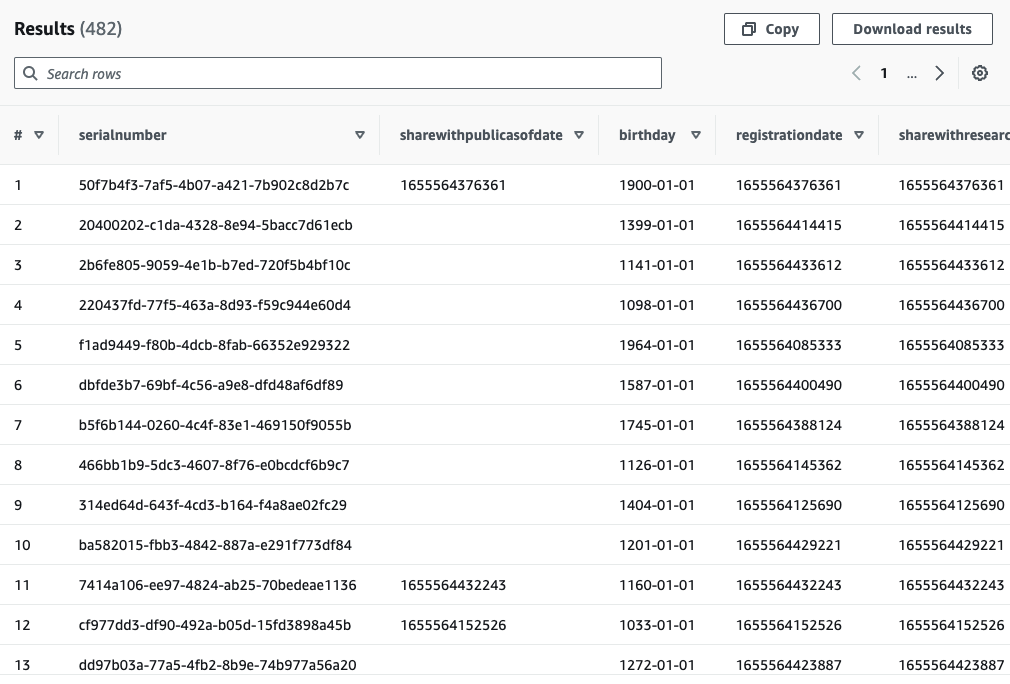 Results (482)
Copy
Download results
Search rows
1 ...
# serialnumber sharewithpublicasofdate birthday registrationdate sharewithresearc
1 50f7b4f3-7af5-4b07-a421-7b902c8d2b7c 1655564376361 1900-01-01 1655564376361 1655564376361
2 20400202-c1da-4328-8e94-5bacc7d61ecb 1399-01-01 1655564414415 1655564414415
3 2b6fe805-9059-4e1b-b7ed-720f5b4bf10c 1141-01-01 1655564433612 1655564433612
4 220437fd-77f5-463a-8d93-f59c944e60d4 1098-01-01 1655564436700 1655564436700
5 f1ad9449-f80b-4dcb-8fab-66352e929322 1964-01-01 1655564085333 1655564085333
6 dbfde3b7-69bf-4c56-a9e8-dfd48af6df89 1587-01-01 1655564400490 1655564400490
7 b5f6b144-0260-4c4f-83e1-469150f9055b 1745-01-01 1655564388124 1655564388124
8 466bb1b9-5dc3-4607-8f76-e0bcdcf6b9c7 1126-01-01 1655564145362 1655564145362
9 314ed64d-643f-4cd3-b164-f4a8ae02fc29 1404-01-01 1655564125690 1655564125690
10 ba582015-fbb3-4842-887a-e291f773df84 1201-01-01 1655564429221 1655564429221
11 7414a106-ee97-4824-ab25-70bedeae1136 1655564432243 1160-01-01 1655564432243 1655564432243
12 cf977dd3-df90-492a-b05d-15fd3898a45b 1655564152526 1033-01-01 1655564152526 1655564152526
13 dd97b03a-77a5-4fb2-8b9e-74b977a56a20 1272-01-01 1655564423887 1655564423887